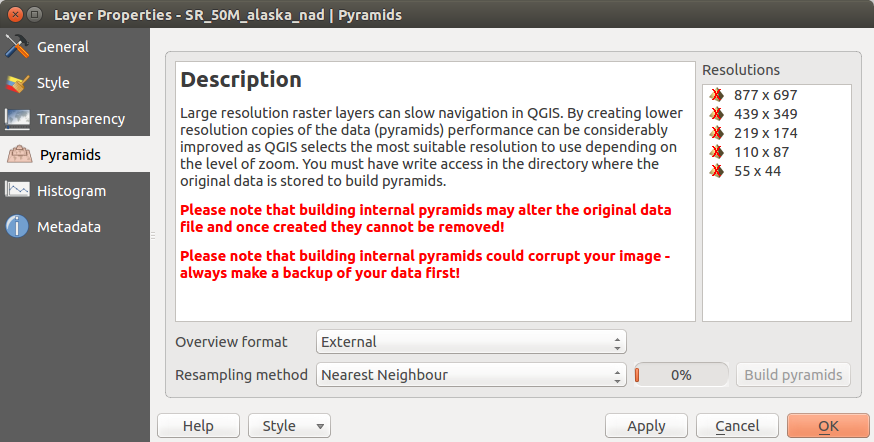 Layer Properties - SR_50M_alaska_nad | Pyramids
General
Style
Transparency
Pyramids
Histogram
Metadata
Description
Large resolution raster layers can slow navigation in QGIS. By creating lower
resolution copies of the data (pyramids) performance can be considerably
improved as QGIS selects the most suitable resolution to use depending on
the level of zoom. You must have write access in the directory where the
original data is stored to build pyramids.
Please note that building internal pyramids may alter the original data
file and once created they cannot be removed!
Please note that building internal pyramids could corrupt your image -
always make a backup of your data first!
Resolutions
877 x 697
439 x 349
219 x 174
110 x 87
55 x 44
Overview format External
Resampling method Nearest Neighbour 0% Build pyramids
Help Style Apply Cancel OK